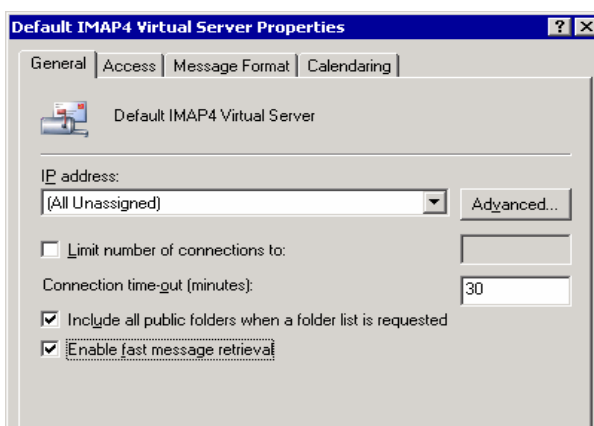 Default IMAP4 Virtual Server Properties
General Access Message Format Calendaring
Default IMAP4 Virtual Server
IP address:
(All Unassigned) Advanced...
Limit number of connections to:
Connection time-out (minutes): 30
Include all public folders when a folder list is requested
Enable fast message retrieval